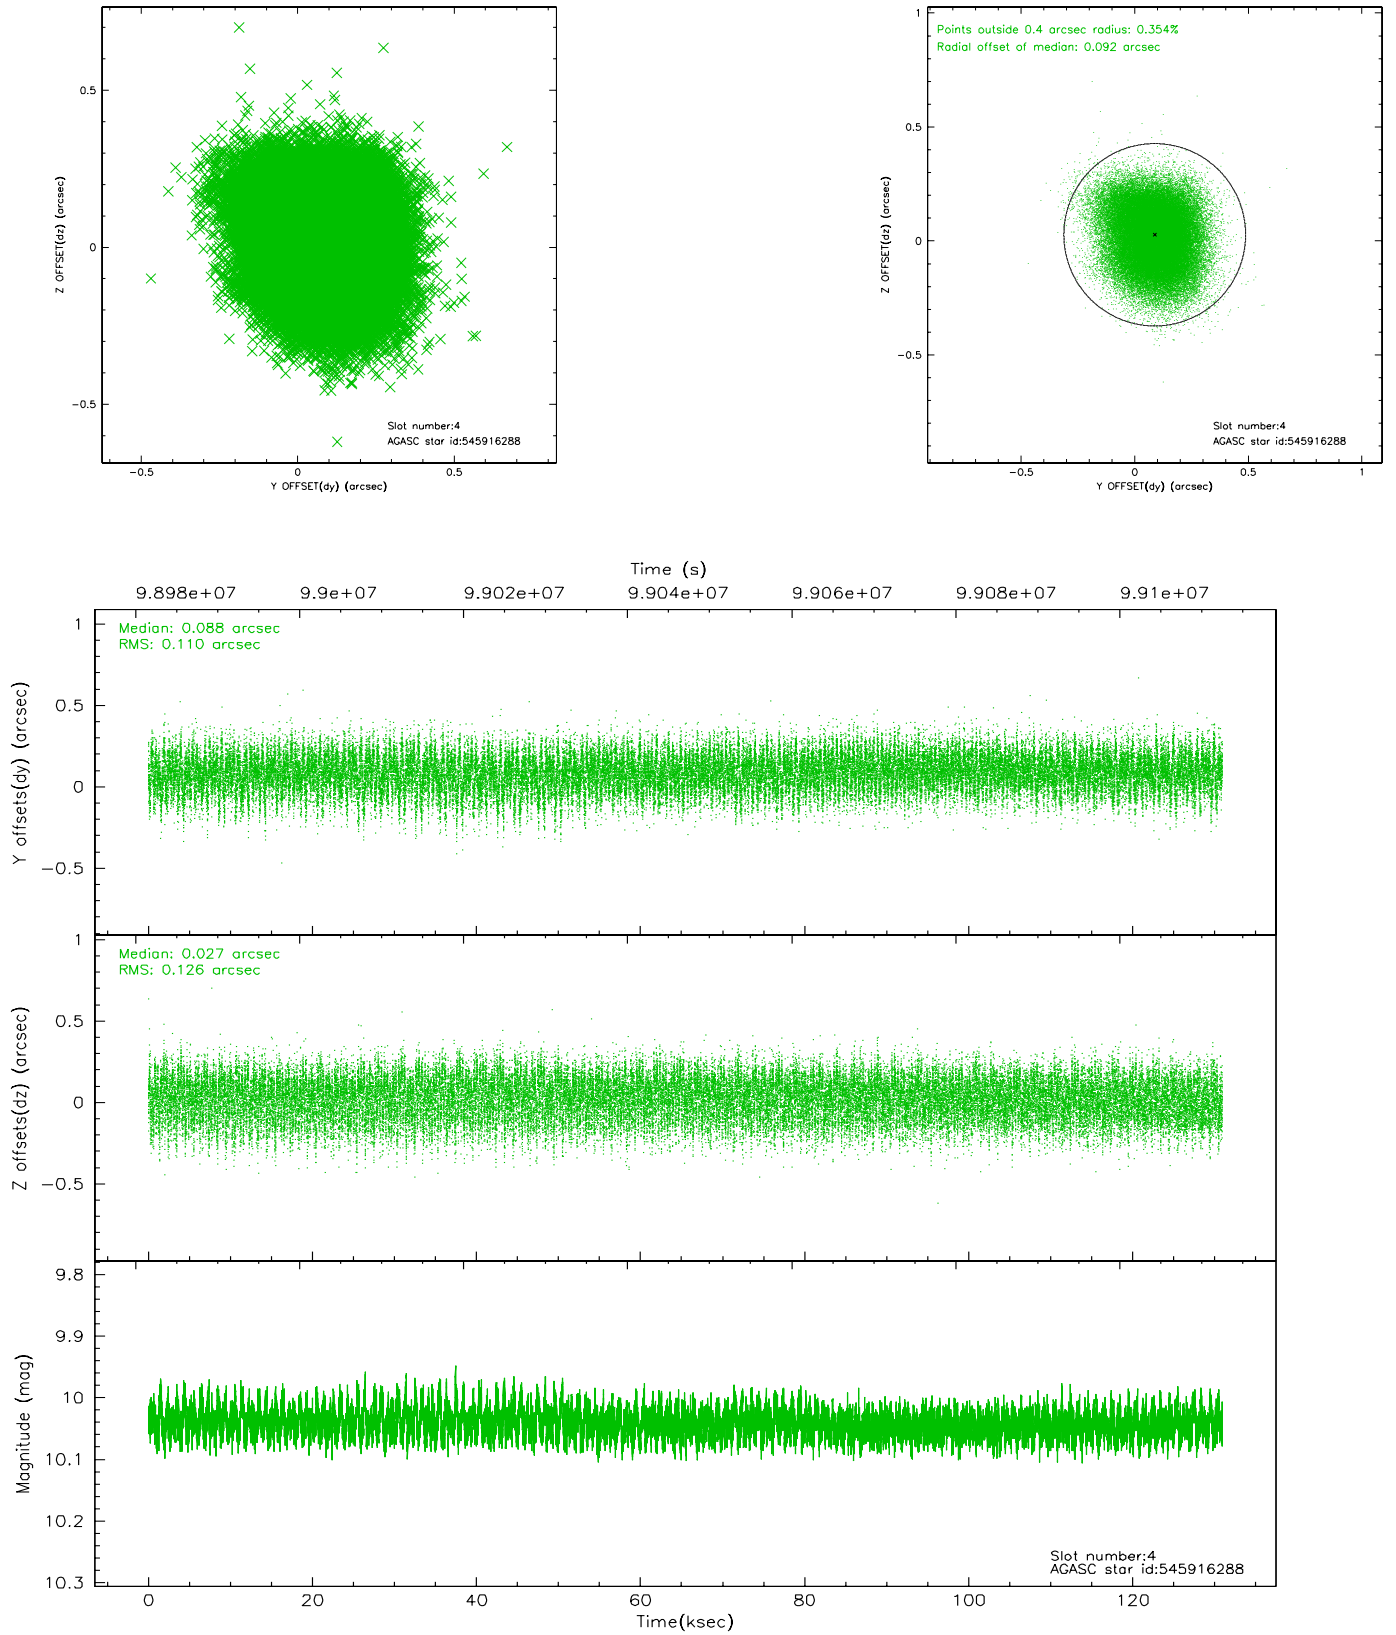 Points outside 0.4 arcsec radius: 0.354%
Radial offset of median: 0.092 arcsec
1
0.5
0
-0.5
Z OFFSET(dz) (arcsec)
Slot number:4
AGASC star id:545916288
-0.5 0 0.5
Y OFFSET(dy) (arcsec)
0.5
0
-0.5
Z OFFSET(dz) (arcsec)
Slot number:4
AGASC star id:545916288
-0.5 0 0.5 1
Y OFFSET(dy) (arcsec)
Time (s)
9.898e+07 9.9e+07 9.902e+07 9.904e+07 9.906e+07 9.908e+07 9.91e+07
Median: 0.088 arcsec
RMS: 0.110 arcsec
1
0.5
0
-0.5
Y offsets(dy) (arcsec)
Median: 0.027 arcsec
RMS: 0.126 arcsec
1
0.5
0
-0.5
Z offsets(dz) (arcsec)
9.8
9.9
10
10.1
10.2
10.3
Magnitude (mag)
Slot number:4
AGASC star id:545916288
0 20 40 60 80 100 120
Time(ksec)